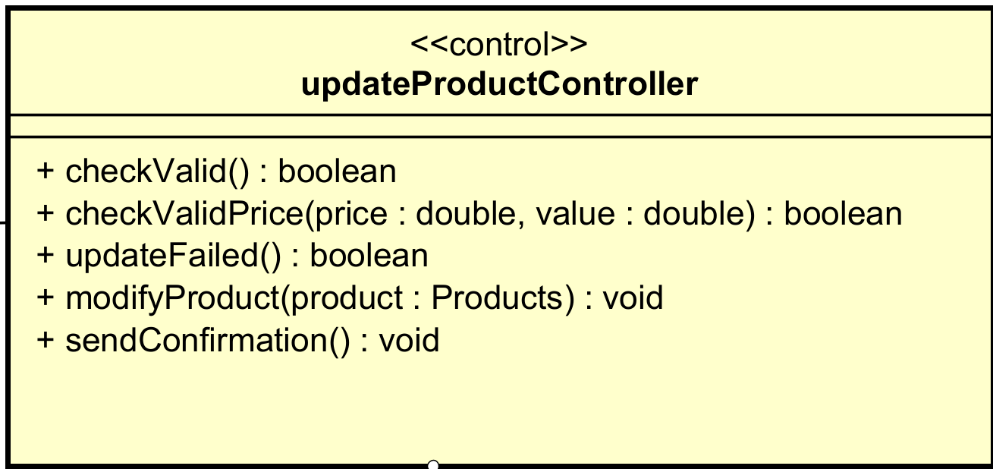 <<control>>
updateProductController
+ checkValid() : boolean
+ checkValidPrice(price : double, value : double) : boolean
+ updateFailed() : boolean
+ modifyProduct(product : Products) : void
+ sendConfirmation() : void